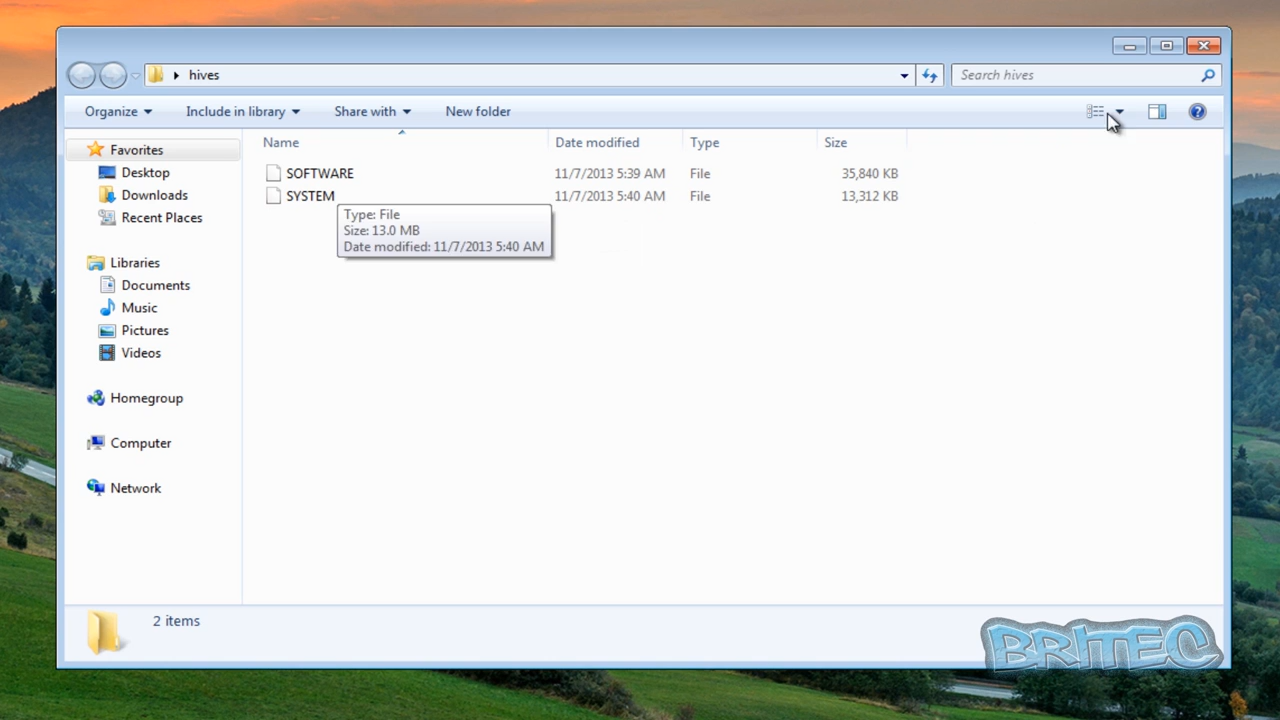 hives
Search hives
Organize Include in library Share with New folder
Name Date modified Type Size
SOFTWARE 11/7/2013 5:39 AM File 35,840 KB
SYSTEM 11/7/2013 5:40 AM File 13,312 KB
Type: File
Size: 13.0 MB
Date modified: 11/7/2013 5:40 AM
Favorites
Desktop
Downloads
Recent Places
Libraries
Documents
Music
Pictures
Videos
Homegroup
Computer
Network
2 items
BRITEC